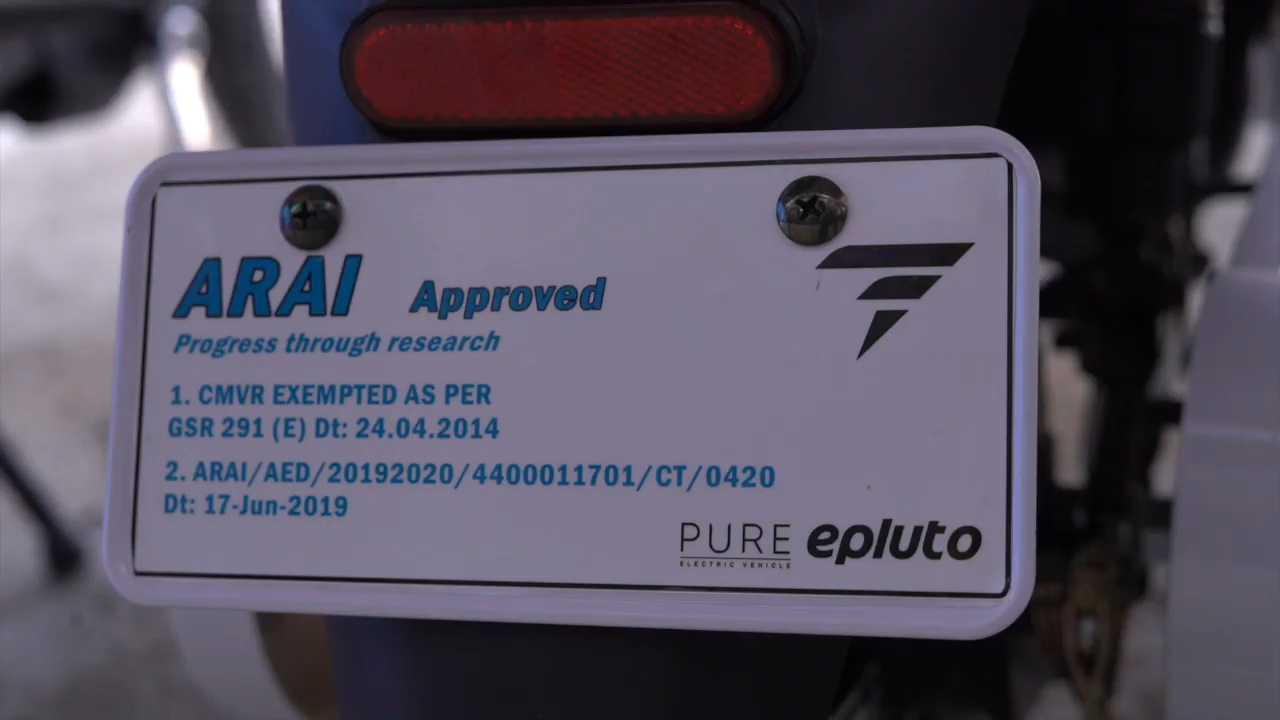 ARAI Approved
Progress through research
1. CMVR EXEMPTED AS PER
GSR 291 (E) Dt: 24.04.2014
2. ARAI/AED/20192020/4400011701/CT/0420
Dt: 17-Jun-2019
PURE epluto
ELECTRIC VEHICLE